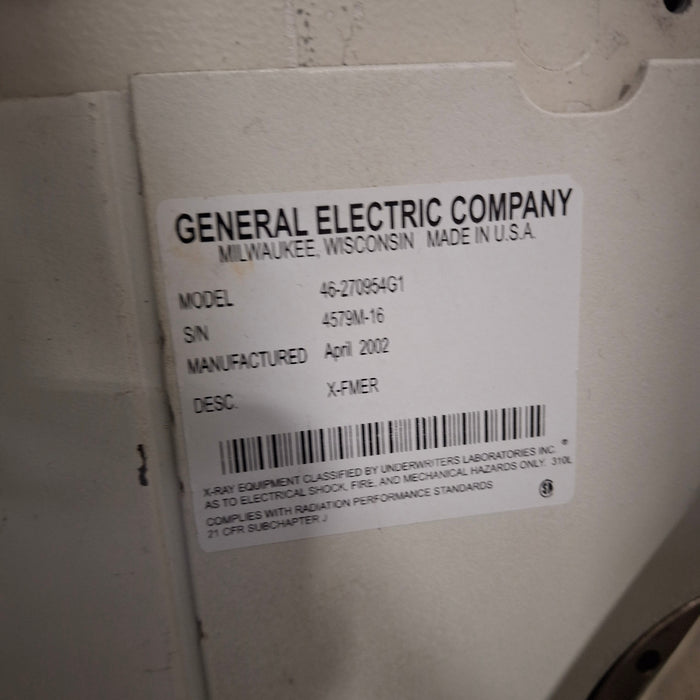 GENERAL ELECTRIC COMPANY
MILWAUKEE, WISCONSIN MADE IN U.S.A.
MODEL 46-270954G1
S/N 4579M-16
MANUFACTURED April 2002
DESC. X-FMER
X-RAY EQUIPMENT CLASSIFIED BY UNDERWRITERS LABORATORIES INC. ®
AS TO ELECTRICAL SHOCK, FIRE, AND MECHANICAL HAZARDS ONLY. 310L
COMPLIES WITH RADIATION PERFORMANCE STANDARDS
21 CFR SUBCHAPTER J